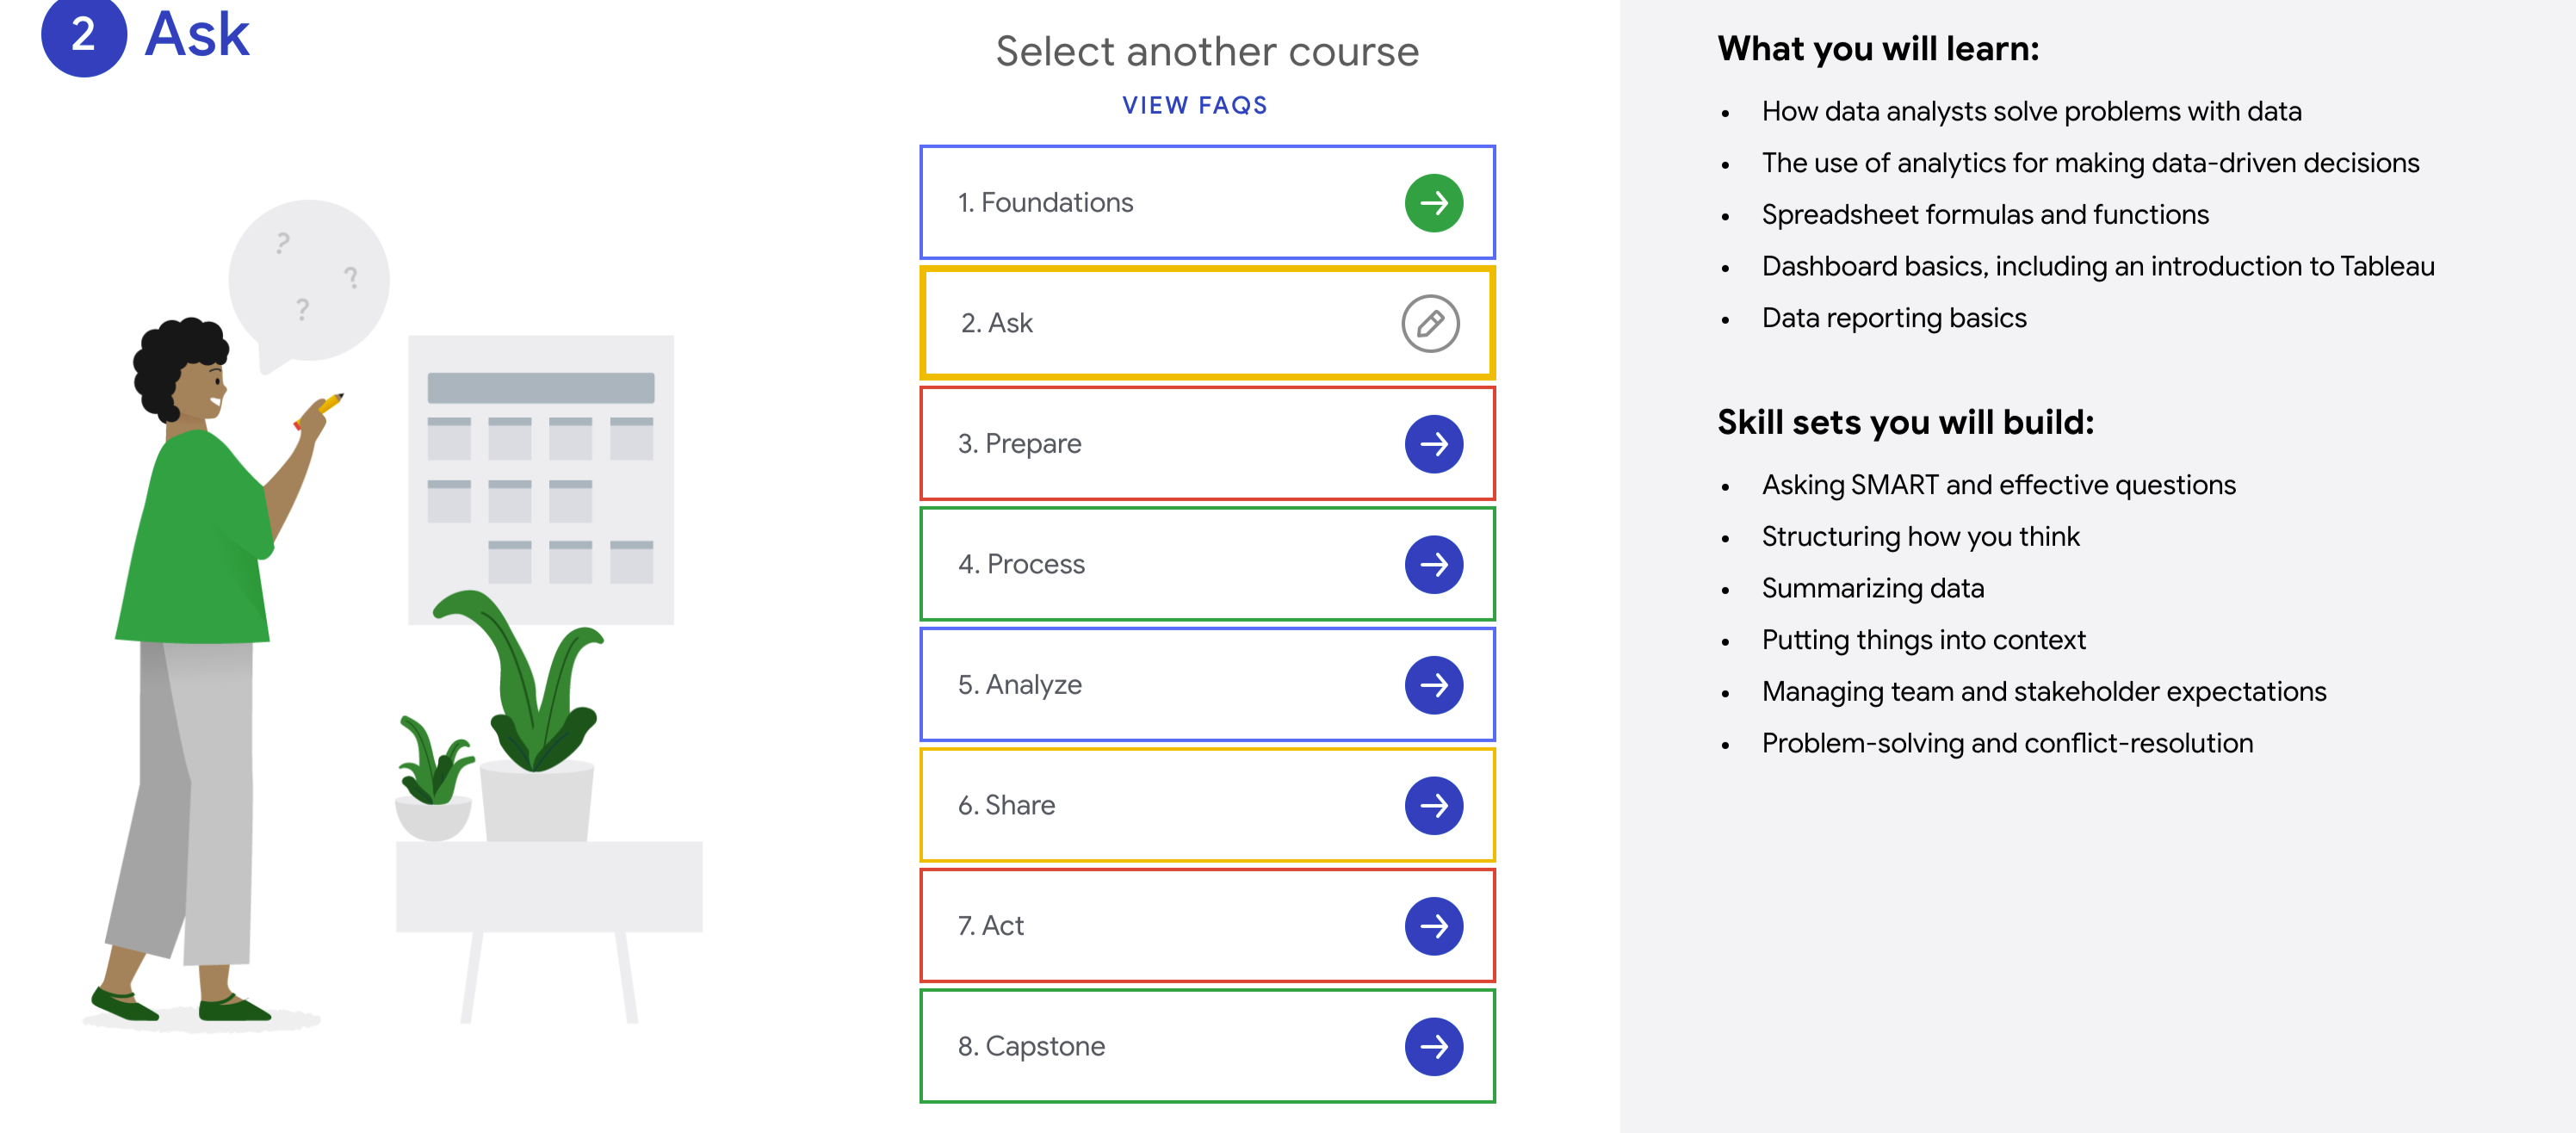 2 Ask
? ? ?
Select another course
VIEW FAQS
1. Foundations
2. Ask
3. Prepare
4. Process
5. Analyze
6. Share
7. Act
8. Capstone
What you will learn:
• How data analysts solve problems with data
• The use of analytics for making data-driven decisions
• Spreadsheet formulas and functions
• Dashboard basics, including an introduction to Tableau
• Data reporting basics
Skill sets you will build:
• Asking SMART and effective questions
• Structuring how you think
• Summarizing data
• Putting things into context
• Managing team and stakeholder expectations
• Problem-solving and conflict-resolution